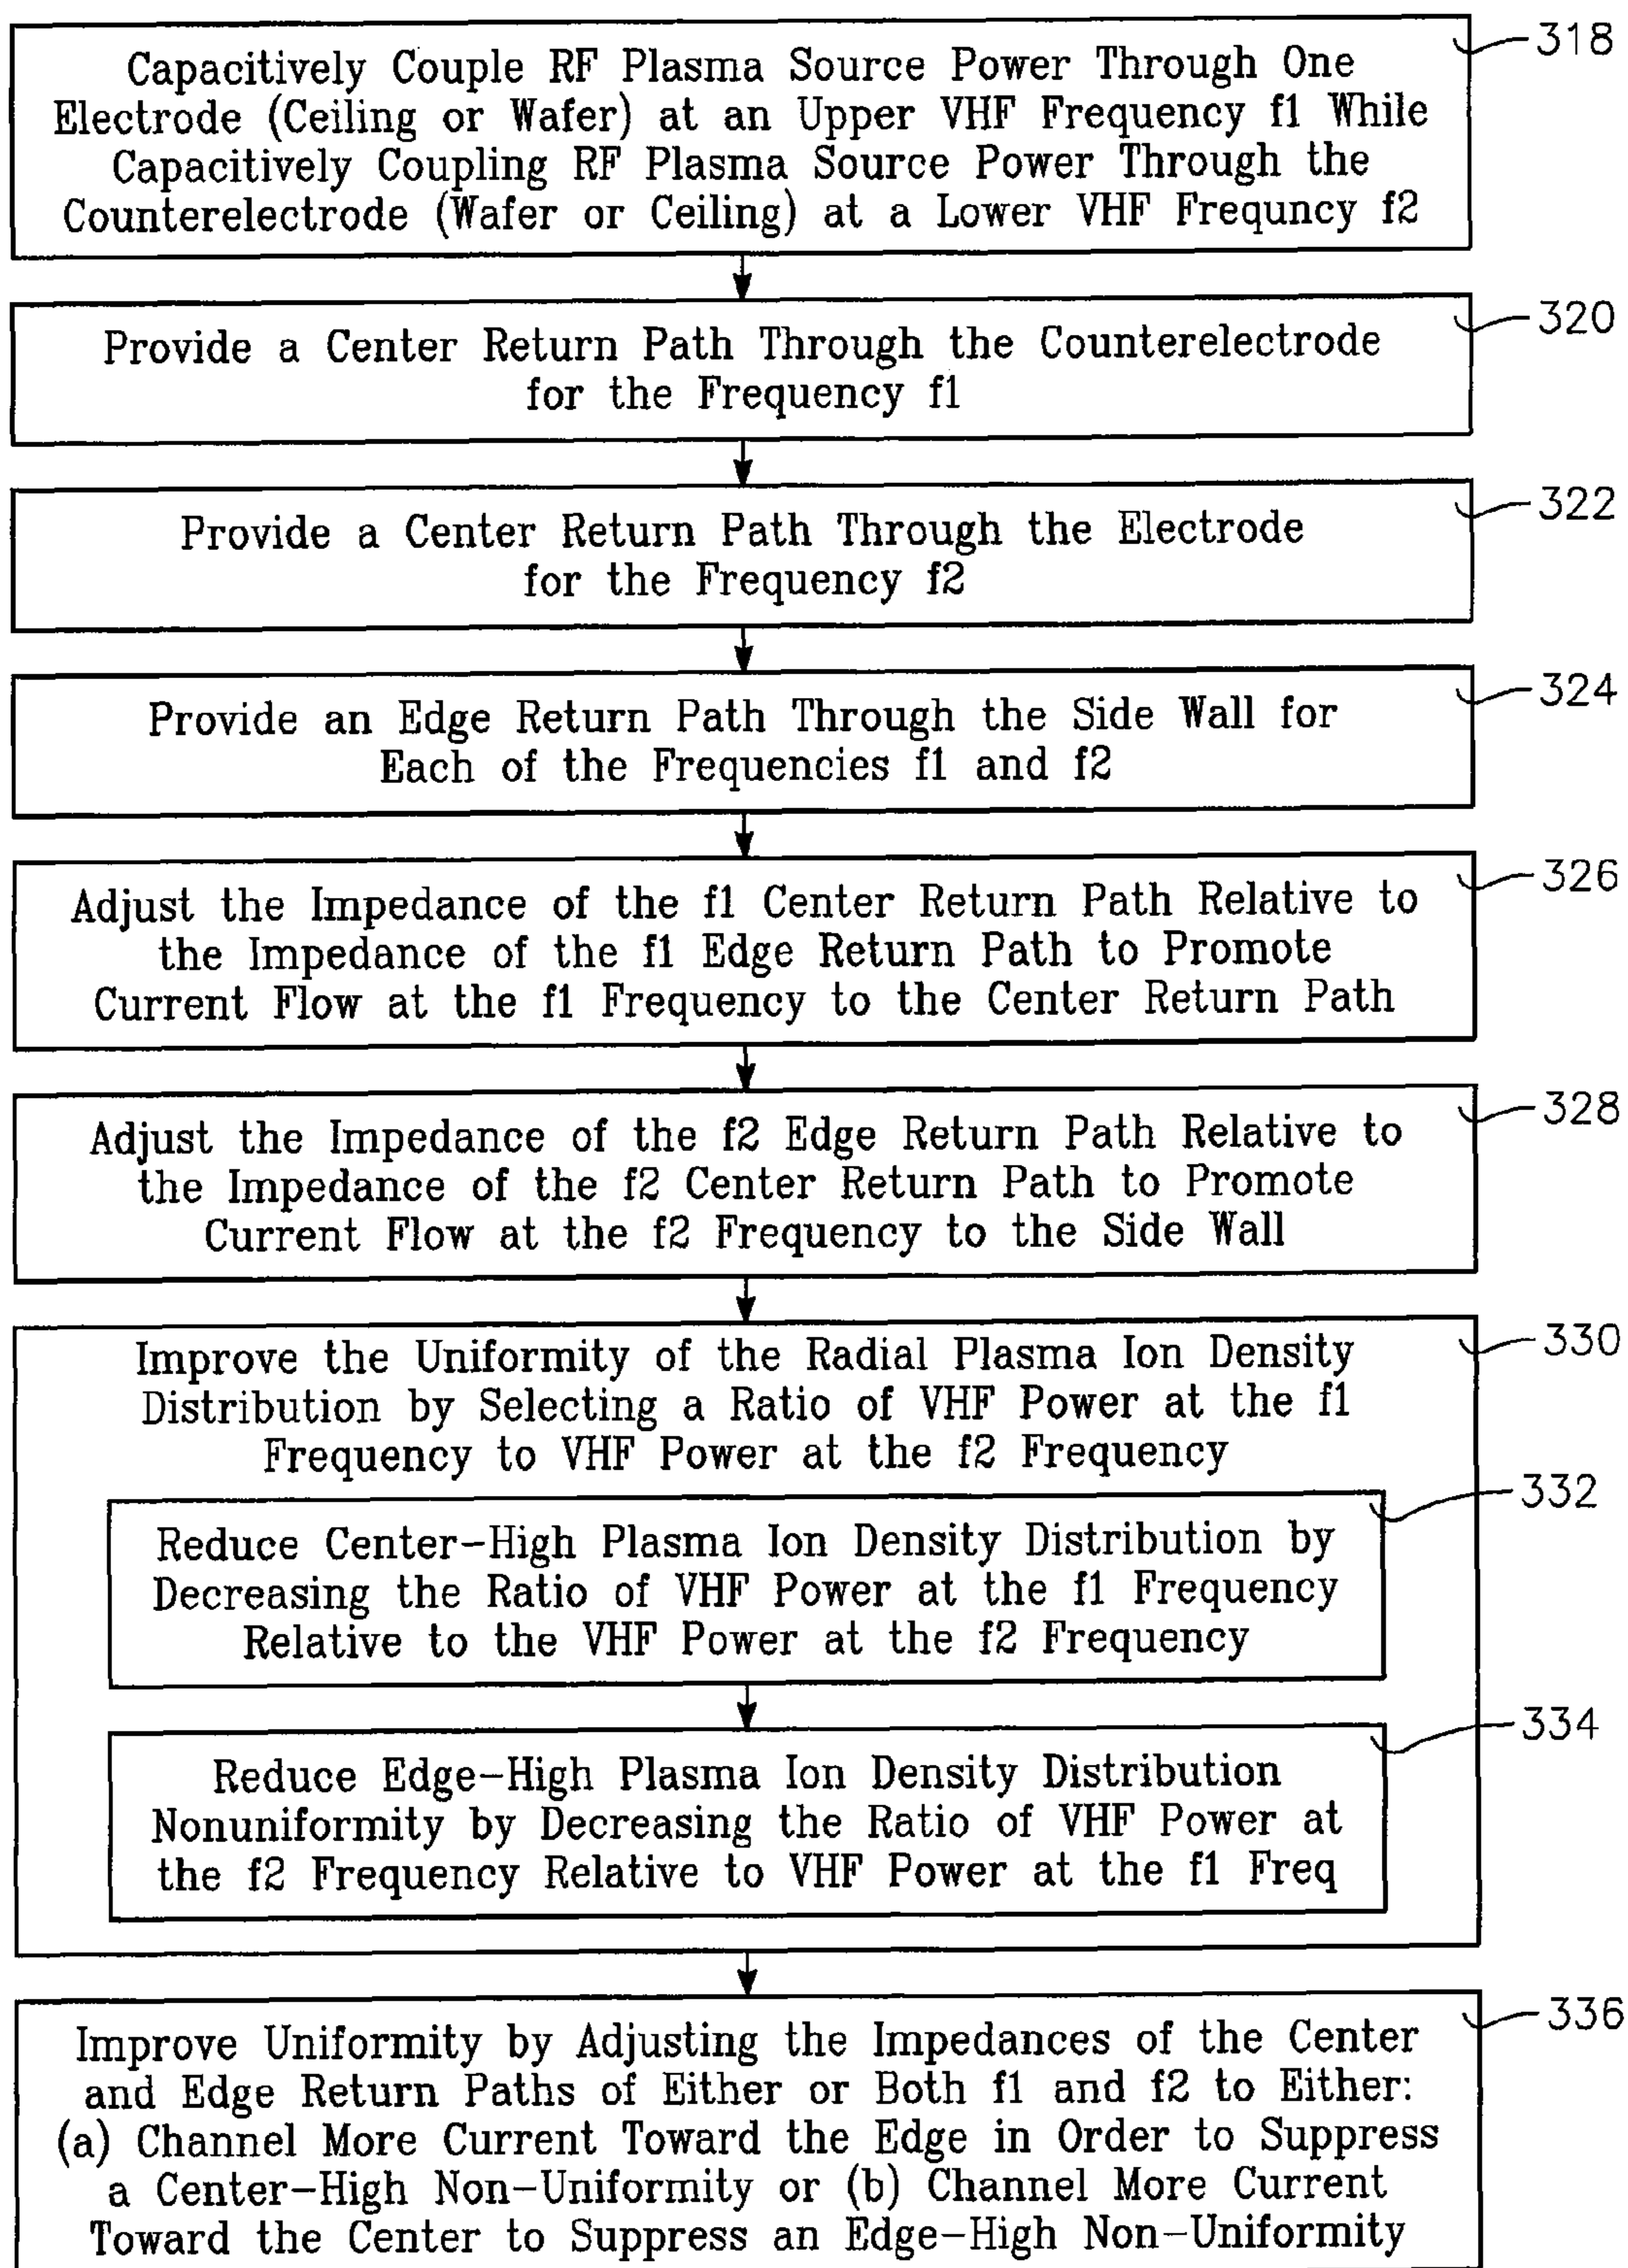 318
Capacitively Couple RF Plasma Source Power Through One
Electrode (Ceiling or Wafer) at an Upper VHF Frequency f1 While
Capacitively Coupling RF Plasma Source Power Through the
Counterelectrode (Wafer or Ceiling) at a Lower VHF Frequncy f2
320
Provide a Center Return Path Through the Counterelectrode
for the Frequency f1
322
Provide a Center Return Path Through the Electrode
for the Frequency f2
324
Provide an Edge Return Path Through the Side Wall for
Each of the Frequencies f1 and f2
326
Adjust the Impedance of the f1 Center Return Path Relative to
the Impedance of the f1 Edge Return Path to Promote
Current Flow at the f1 Frequency to the Center Return Path
328
Adjust the Impedance of the f2 Edge Return Path Relative to
the Impedance of the f2 Center Return Path to Promote
Current Flow at the f2 Frequency to the Side Wall
330
Improve the Uniformity of the Radial Plasma Ion Density
Distribution by Selecting a Ratio of VHF Power at the f1
Frequency to VHF Power at the f2 Frequency
332
Reduce Center-High Plasma Ion Density Distribution by
Decreasing the Ratio of VHF Power at the f1 Frequency
Relative to the VHF Power at the f2 Frequency
334
Reduce Edge-High Plasma Ion Density Distribution
Nonuniformity by Decreasing the Ratio of VHF Power at
the f2 Frequency Relative to VHF Power at the f1 Freq
336
Improve Uniformity by Adjusting the Impedances of the Center
and Edge Return Paths of Either or Both f1 and f2 to Either:
(a) Channel More Current Toward the Edge in Order to Suppress
a Center-High Non-Uniformity or (b) Channel More Current
Toward the Center to Suppress an Edge-High Non-Uniformity